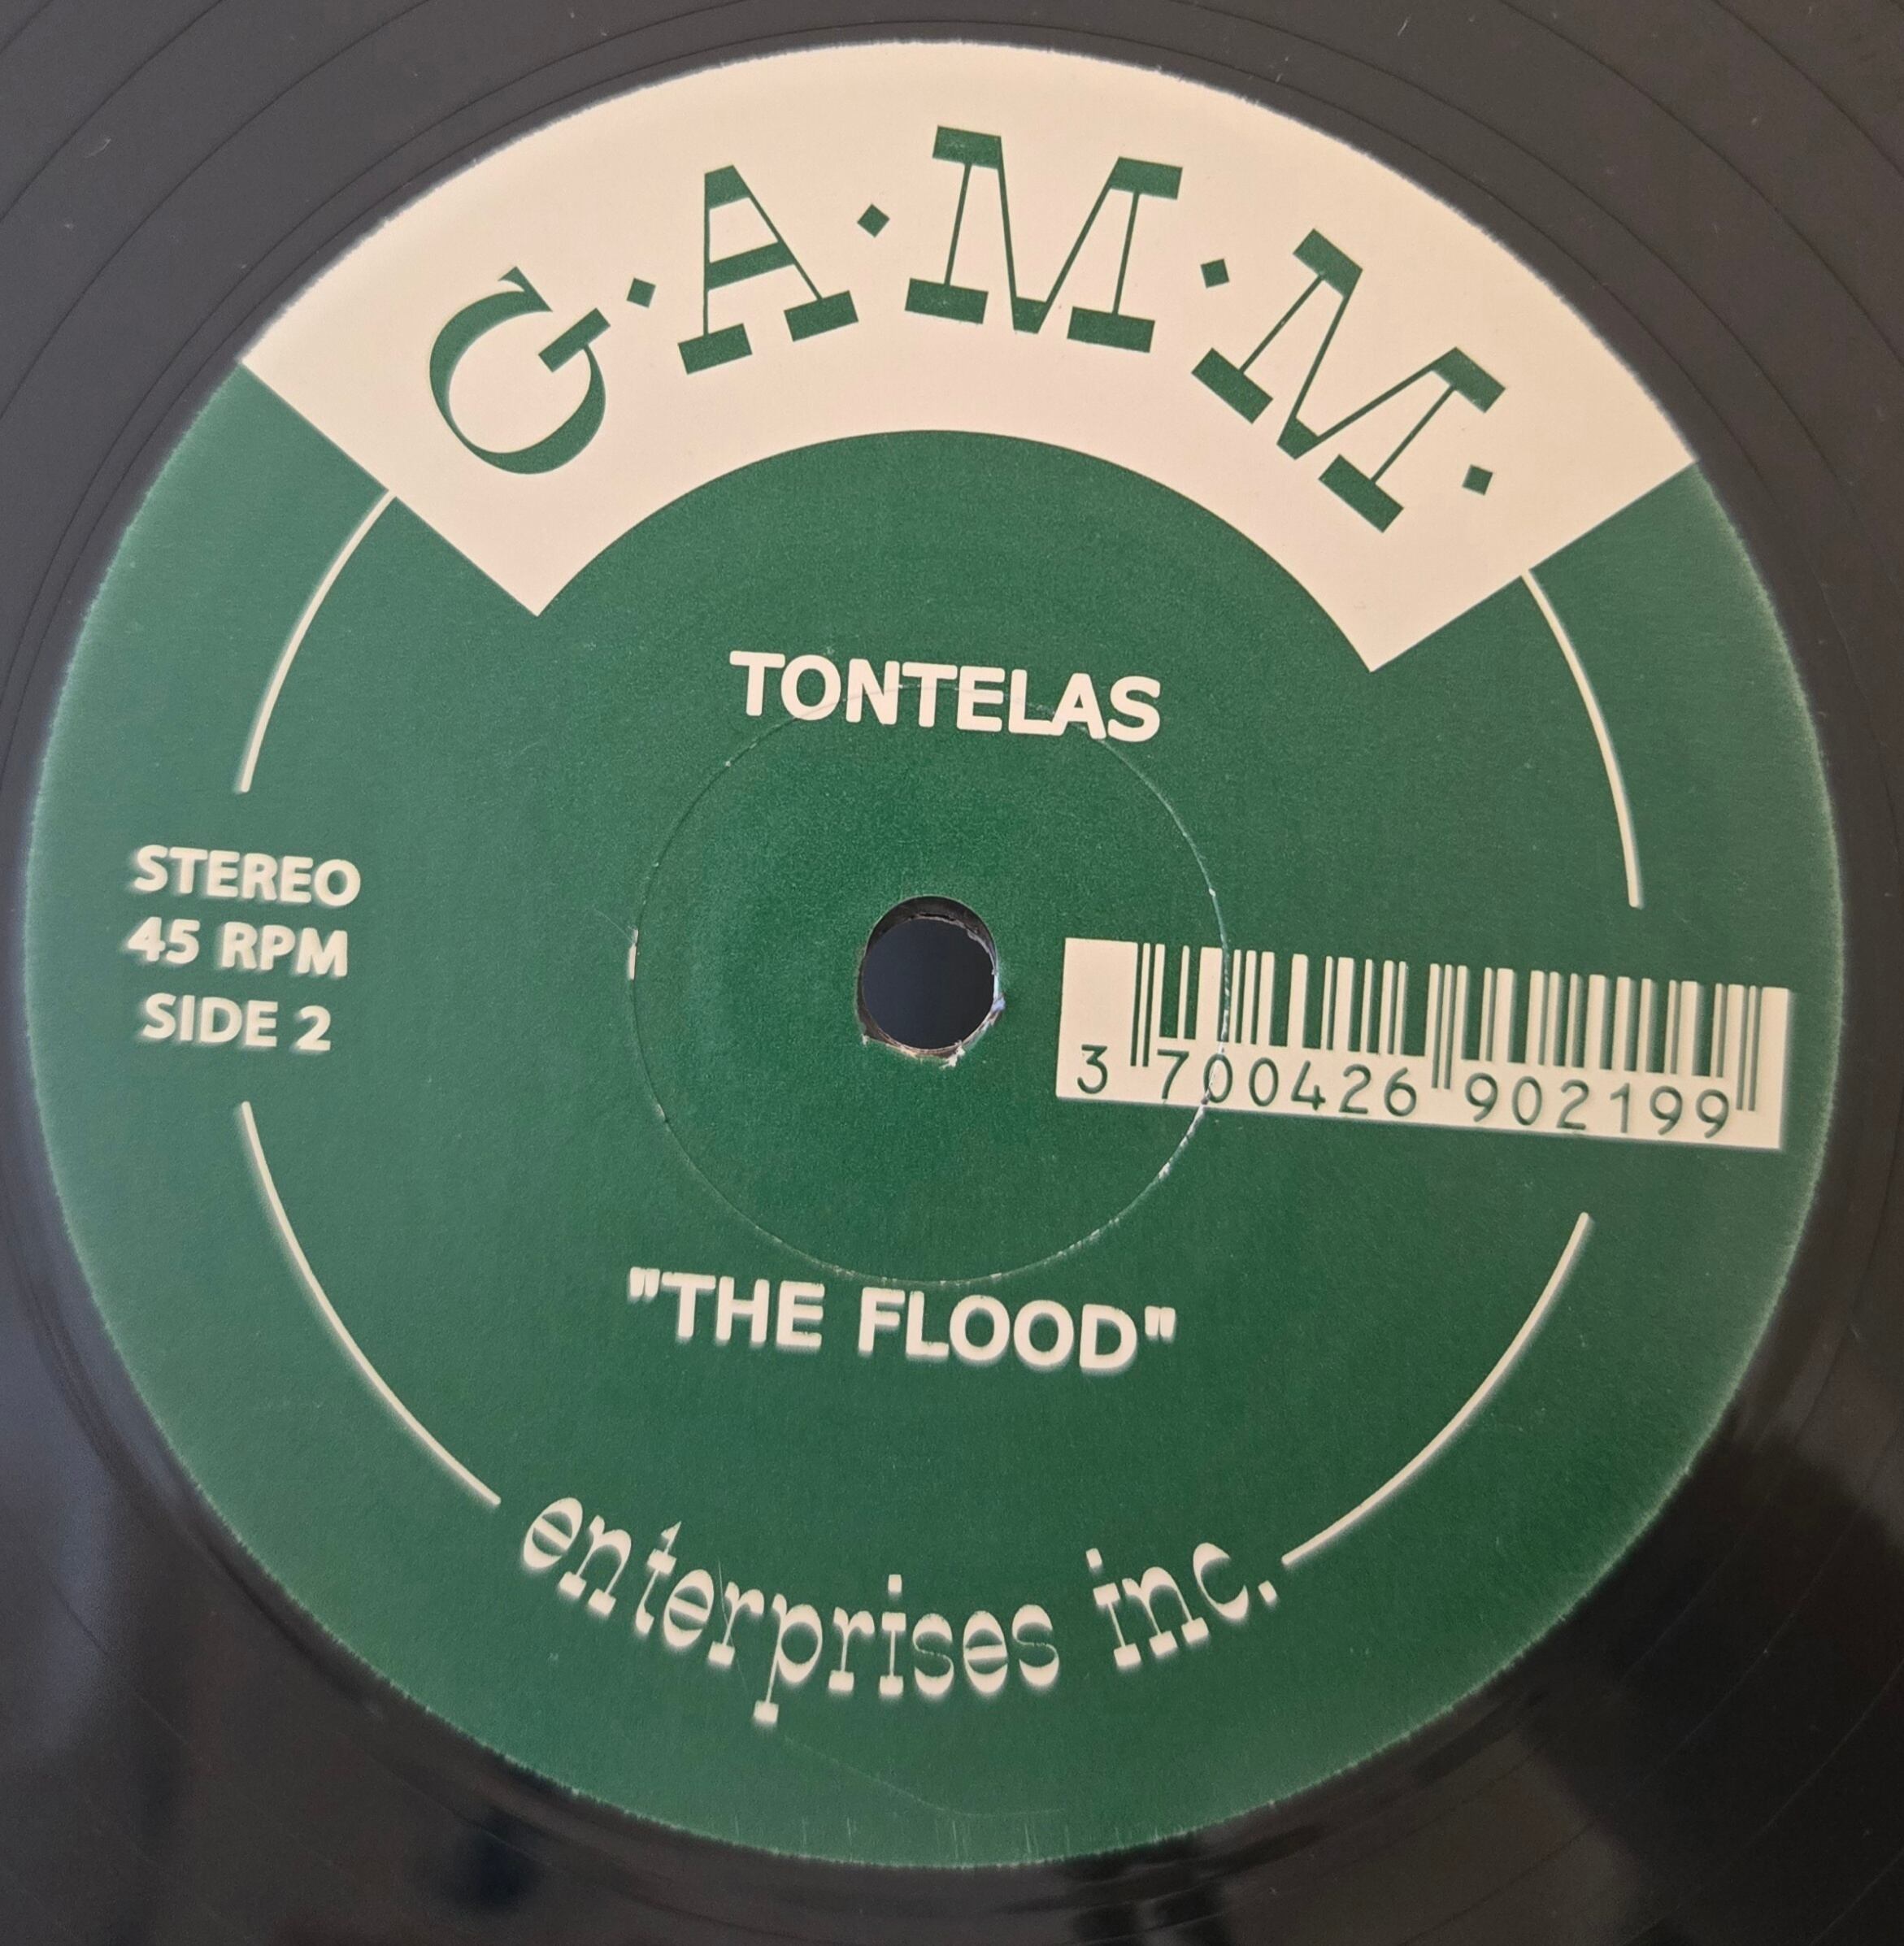 G·A·M·M·
TONTELAS
STEREO
45 RPM
SIDE 2
3 700426 902199
"THE FLOOD"
enterprises inc.